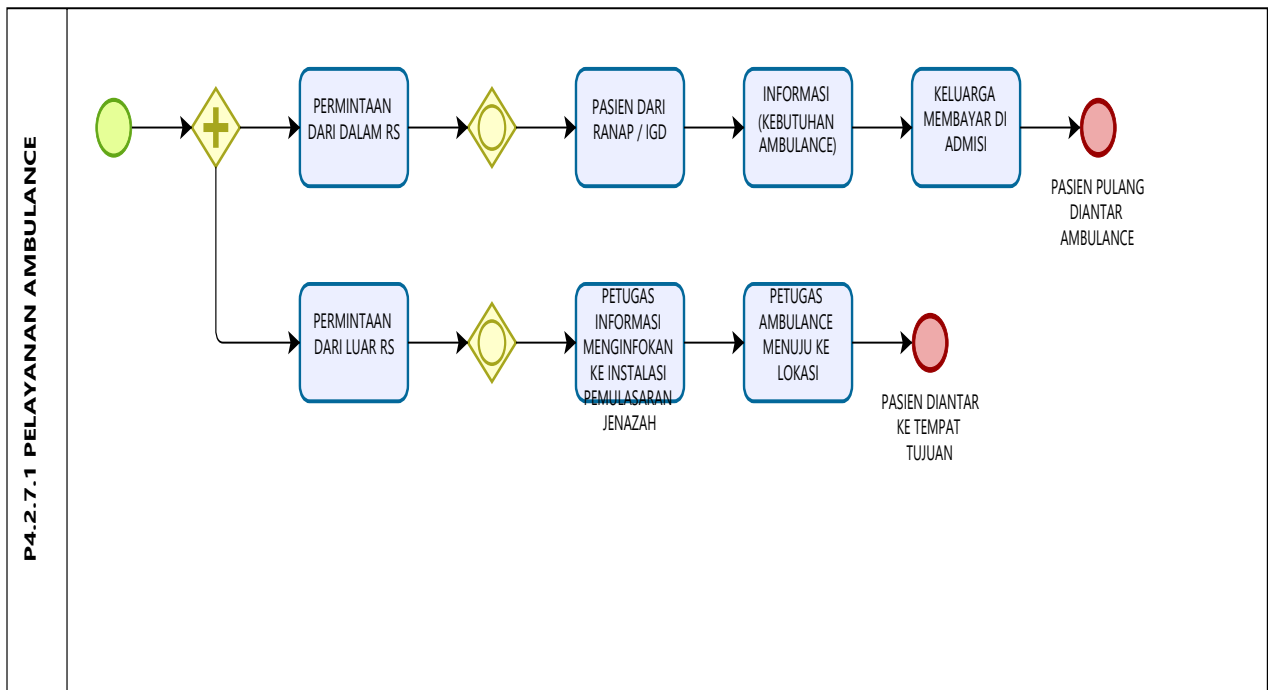 P4.2.7.1 PELAYANAN AMBULANCE
PERMINTAAN
DARI DALAM RS
PASIEN DARI
RANAP / IGD
INFORMASI
(KEBUTUHAN
AMBULANCE)
KELUARGA
MEMBAYAR DI
ADMISI
PASIEN PULANG
DIANTAR
AMBULANCE
PERMINTAAN
DARI LUAR RS
PETUGAS
INFORMASI
MENGINFOKAN
KE INSTALASI
PEMULASARAN
JENAZAH
PETUGAS
AMBULANCE
MENUJU KE
LOKASI
PASIEN DIANTAR
KE TEMPAT
TUJUAN